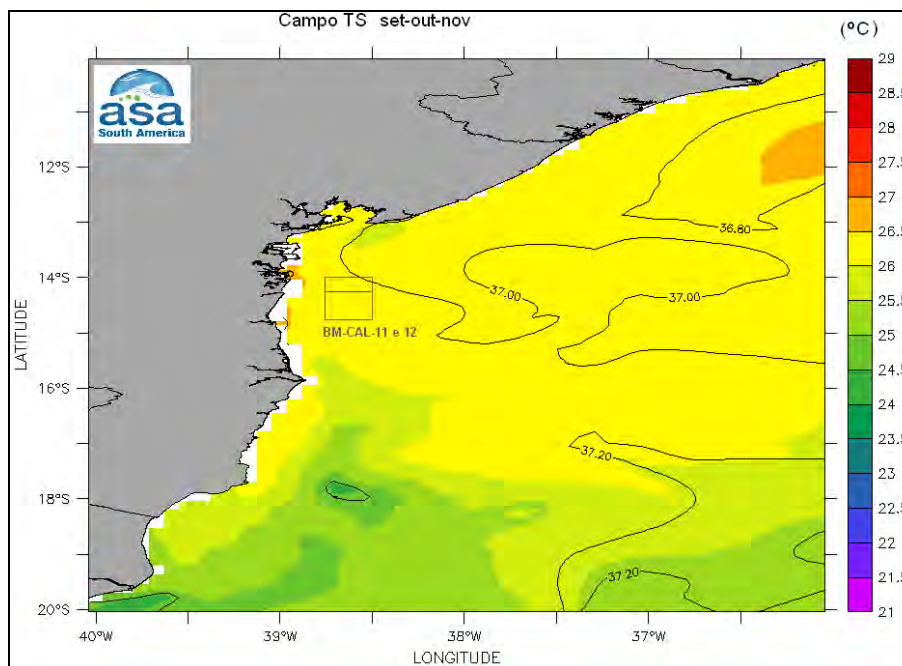 Campo TS set-out-nov
(ºC)
asa
South America
29
28.5
28
27.5
27
26.5
26
25.5
25
24.5
24
23.5
23
22.5
22
21.5
21
12°S
14°S
16°S
18°S
20°S
LATITUDE
36.80
37.00
37.00
BM-CAL-11 e 12
37.20
37.20
40°W
39°W
38°W
37°W
LONGITUDE